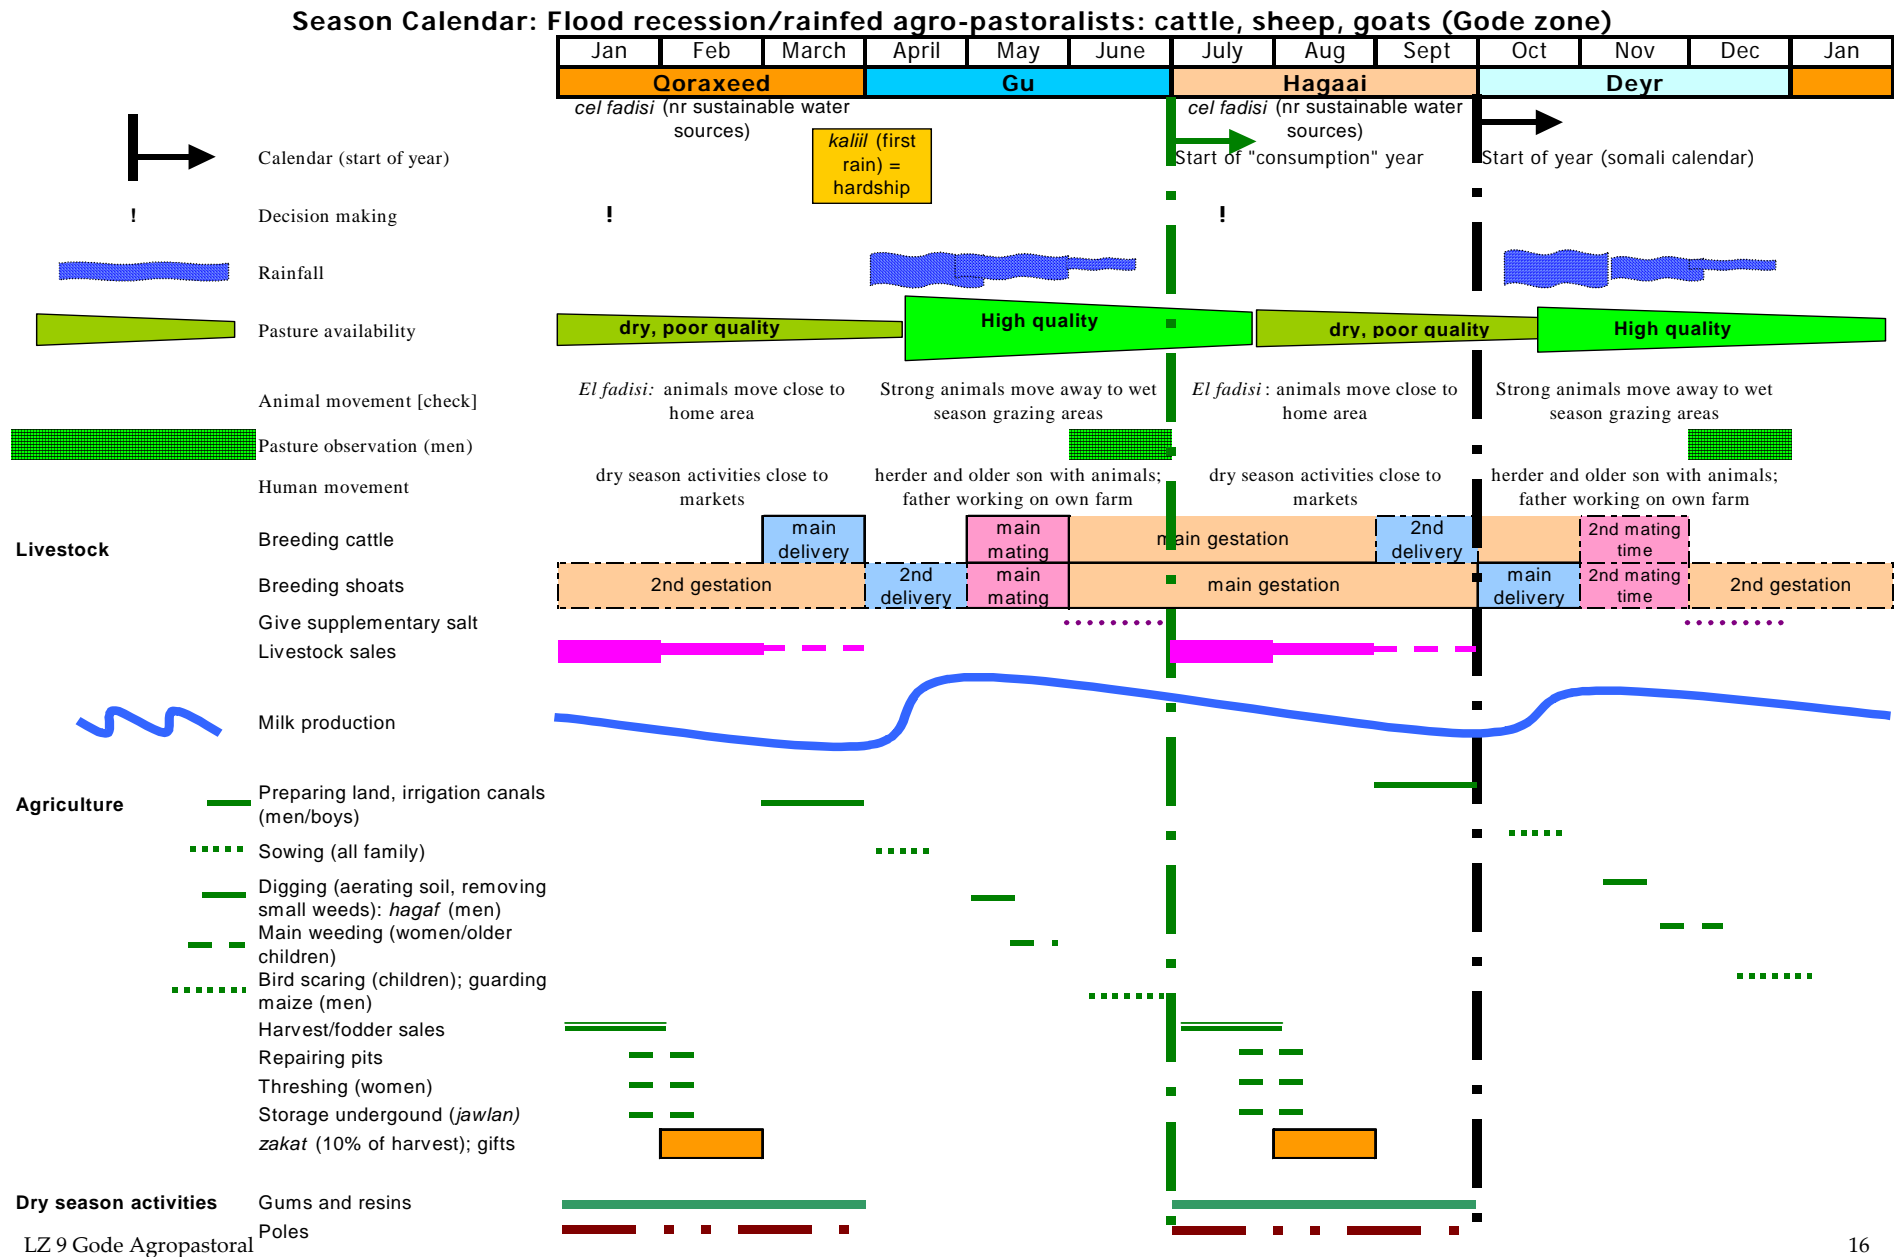 Season Calendar: Flood recession/rainfed agro-pastoralists: cattle, sheep, goats (Gode zone)
Jan Feb March April May June July Aug Sept Oct Nov Dec Jan
Qoraxeed Gu Hagaai Deyr
cel fadisi (nr sustainable water
sources)
cel fadisi (nr sustainable water
sources)
kaliil (first
rain) =
hardship
Calendar (start of year)
Start of "consumption" year
Start of year (somali calendar)
! Decision making ! !
Rainfall
Pasture availability
dry, poor quality
High quality
dry, poor quality
High quality
Animal movement [check]
El fadisi: animals move close to
home area
Strong animals move away to wet
season grazing areas
El fadisi : animals move close to
home area
Strong animals move away to wet
season grazing areas
Pasture observation (men)
Human movement
dry season activities close to
markets
herder and older son with animals;
father working on own farm
dry season activities close to
markets
herder and older son with animals;
father working on own farm
Livestock
Breeding cattle
main
delivery
main
mating
main gestation
2nd
delivery
2nd mating
time
Breeding shoats
2nd gestation
2nd
delivery
main
mating
main gestation
main
delivery
2nd mating
time
2nd gestation
Give supplementary salt
Livestock sales
Milk production
Agriculture
Preparing land, irrigation canals
(men/boys)
Sowing (all family)
Digging (aerating soil, removing
small weeds): hagaf (men)
Main weeding (women/older
children)
Bird scaring (children); guarding
maize (men)
Harvest/fodder sales
Repairing pits
Threshing (women)
Storage undergound (jawlan)
zakat (10% of harvest); gifts
Dry season activities
Gums and resins
Poles
LZ 9 Gode Agropastoral
16